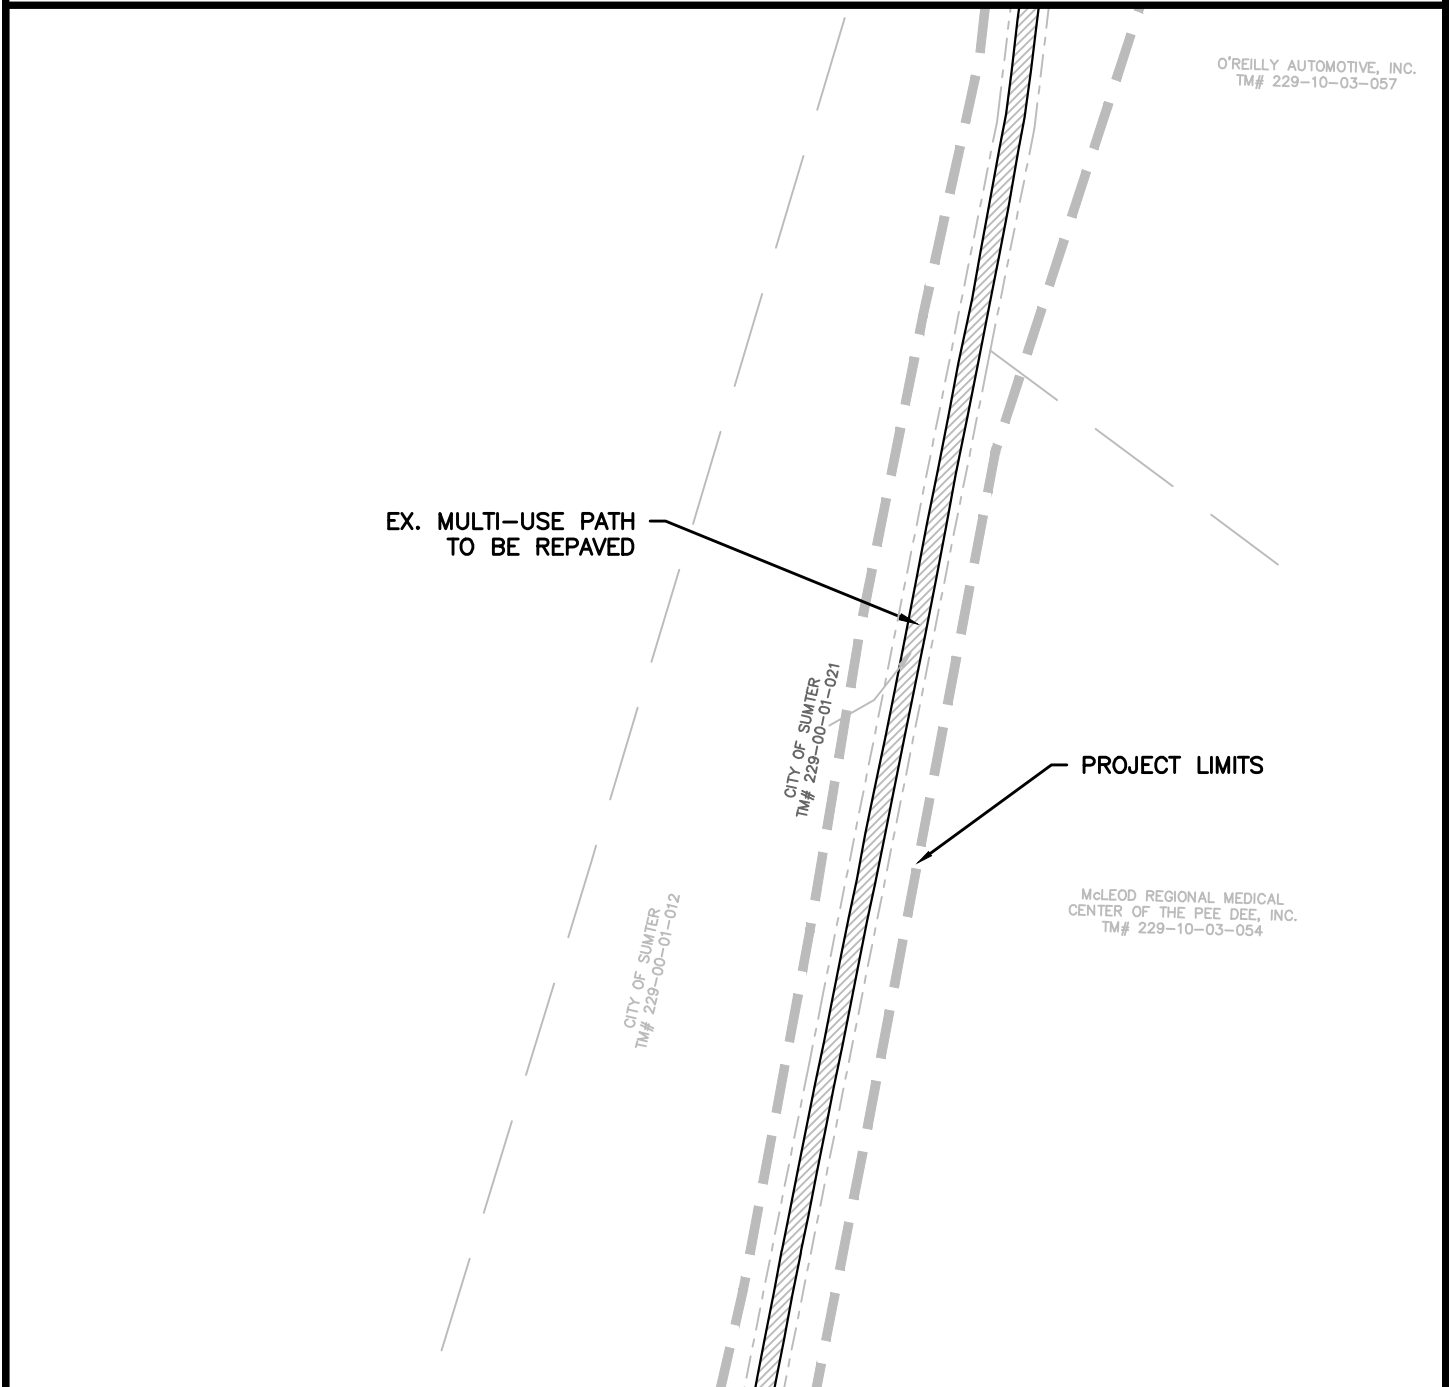 O'REILLY AUTOMOTIVE, INC.
TM# 229-10-03-057
EX. MULTI-USE PATH
TO BE REPAVED
CITY OF SUMTER
TM# 229-00-01-021
PROJECT LIMITS
McLEOD REGIONAL MEDICAL
CENTER OF THE PEE DEE, INC.
TM# 229-10-03-054
CITY OF SUMTER
TM# 229-00-01-012